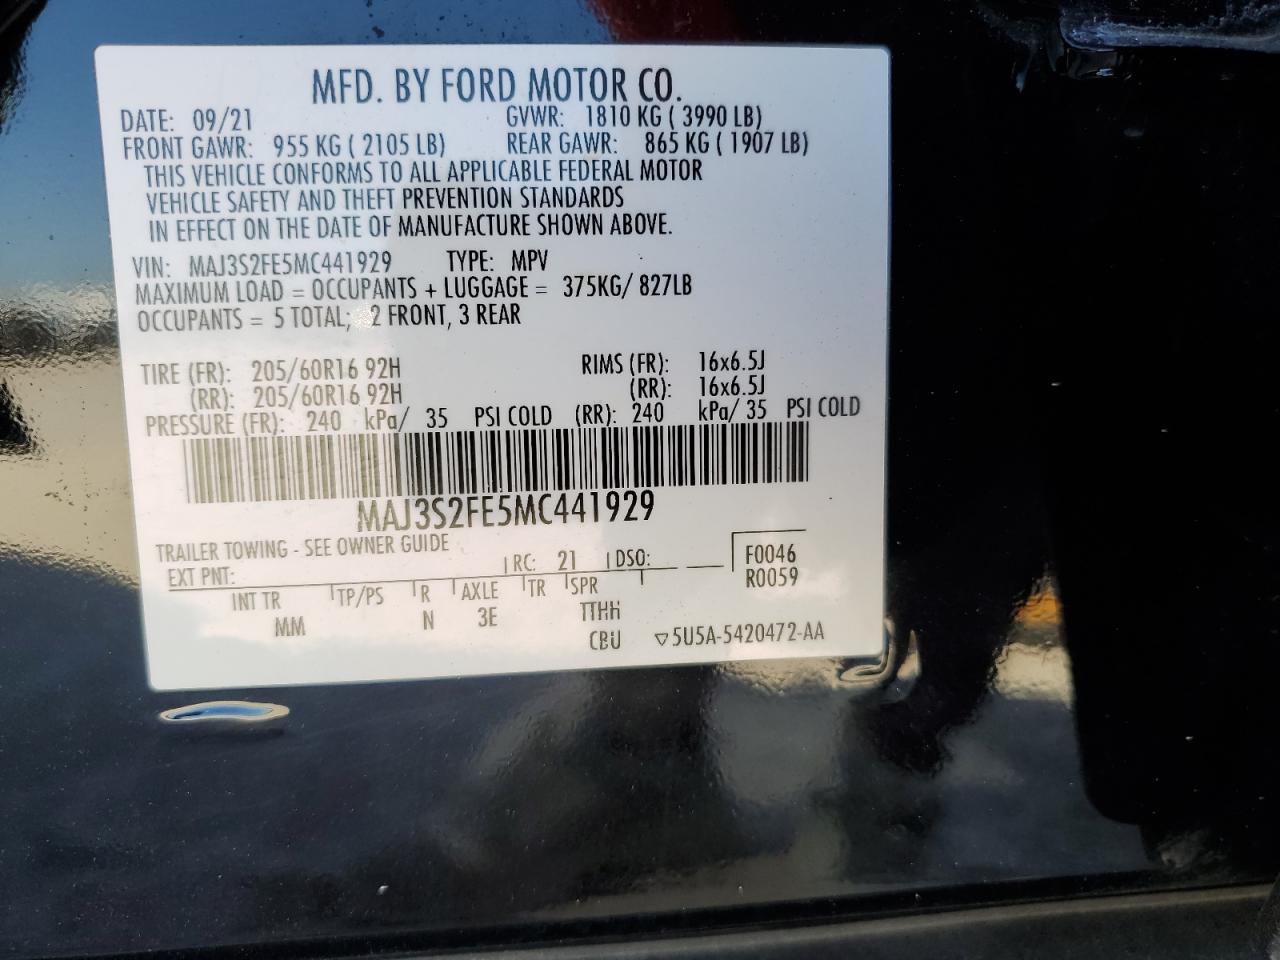 MFD. BY FORD MOTOR CO.
DATE: 09/21 GVWR: 1810 KG ( 3990 LB)
FRONT GAWR: 955 KG ( 2105 LB) REAR GAWR: 865 KG ( 1907 LB)
THIS VEHICLE CONFORMS TO ALL APPLICABLE FEDERAL MOTOR
VEHICLE SAFETY AND THEFT PREVENTION STANDARDS
IN EFFECT ON THE DATE OF MANUFACTURE SHOWN ABOVE.
VIN: MAJ3S2FE5MC441929 TYPE: MPV
MAXIMUM LOAD = OCCUPANTS + LUGGAGE = 375KG/ 827LB
OCCUPANTS = 5 TOTAL; 2 FRONT, 3 REAR
TIRE (FR): 205/60R16 92H RIMS (FR): 16x6.5J
(RR): 205/60R16 92H (RR): 16x6.5J
PRESSURE (FR): 240 kPa/ 35 PSI COLD (RR): 240 kPa/ 35 PSI COLD
MAJ3S2FE5MC441929
TRAILER TOWING - SEE OWNER GUIDE
EXT PNT: RC: 21 DSO: F0046
R0059
INT TR TP/PS R AXLE TR SPR
MM N 3E TTHH
CBU ▽5U5A-5420472-AA